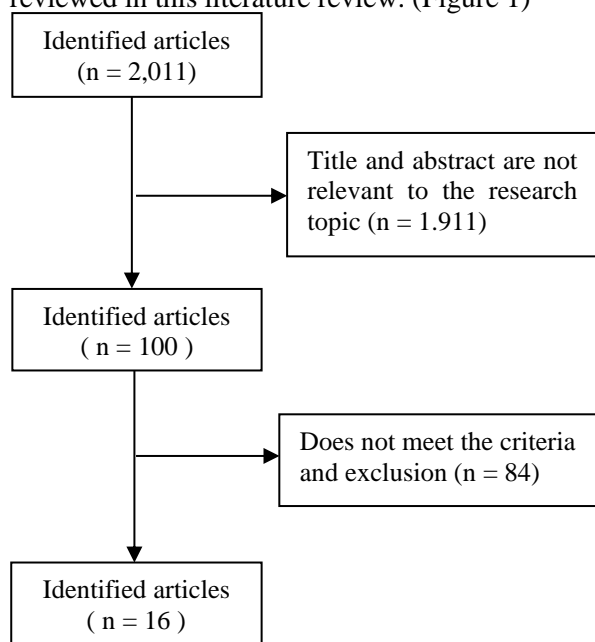 reviewed in this literature review. (Figure 1)
Identified articles
(n = 2,011)
Title and abstract are not
relevant to the research
topic (n = 1.911)
Identified articles
( n = 100 )
Does not meet the criteria
and exclusion (n = 84)
Identified articles
( n = 16 )